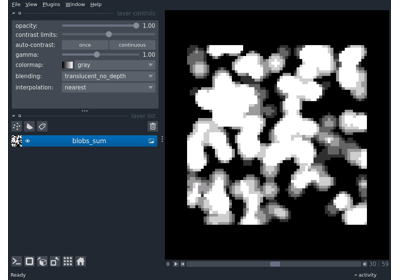 File View Plugins Window Help
layer controls
opacity: 1.00
contrast limits:
auto-contrast: once continuous
gamma: 1.00
colormap: gray
blending: translucent_no_depth
interpolation: nearest
layer list
blobs_sum
30 59
Ready
activity